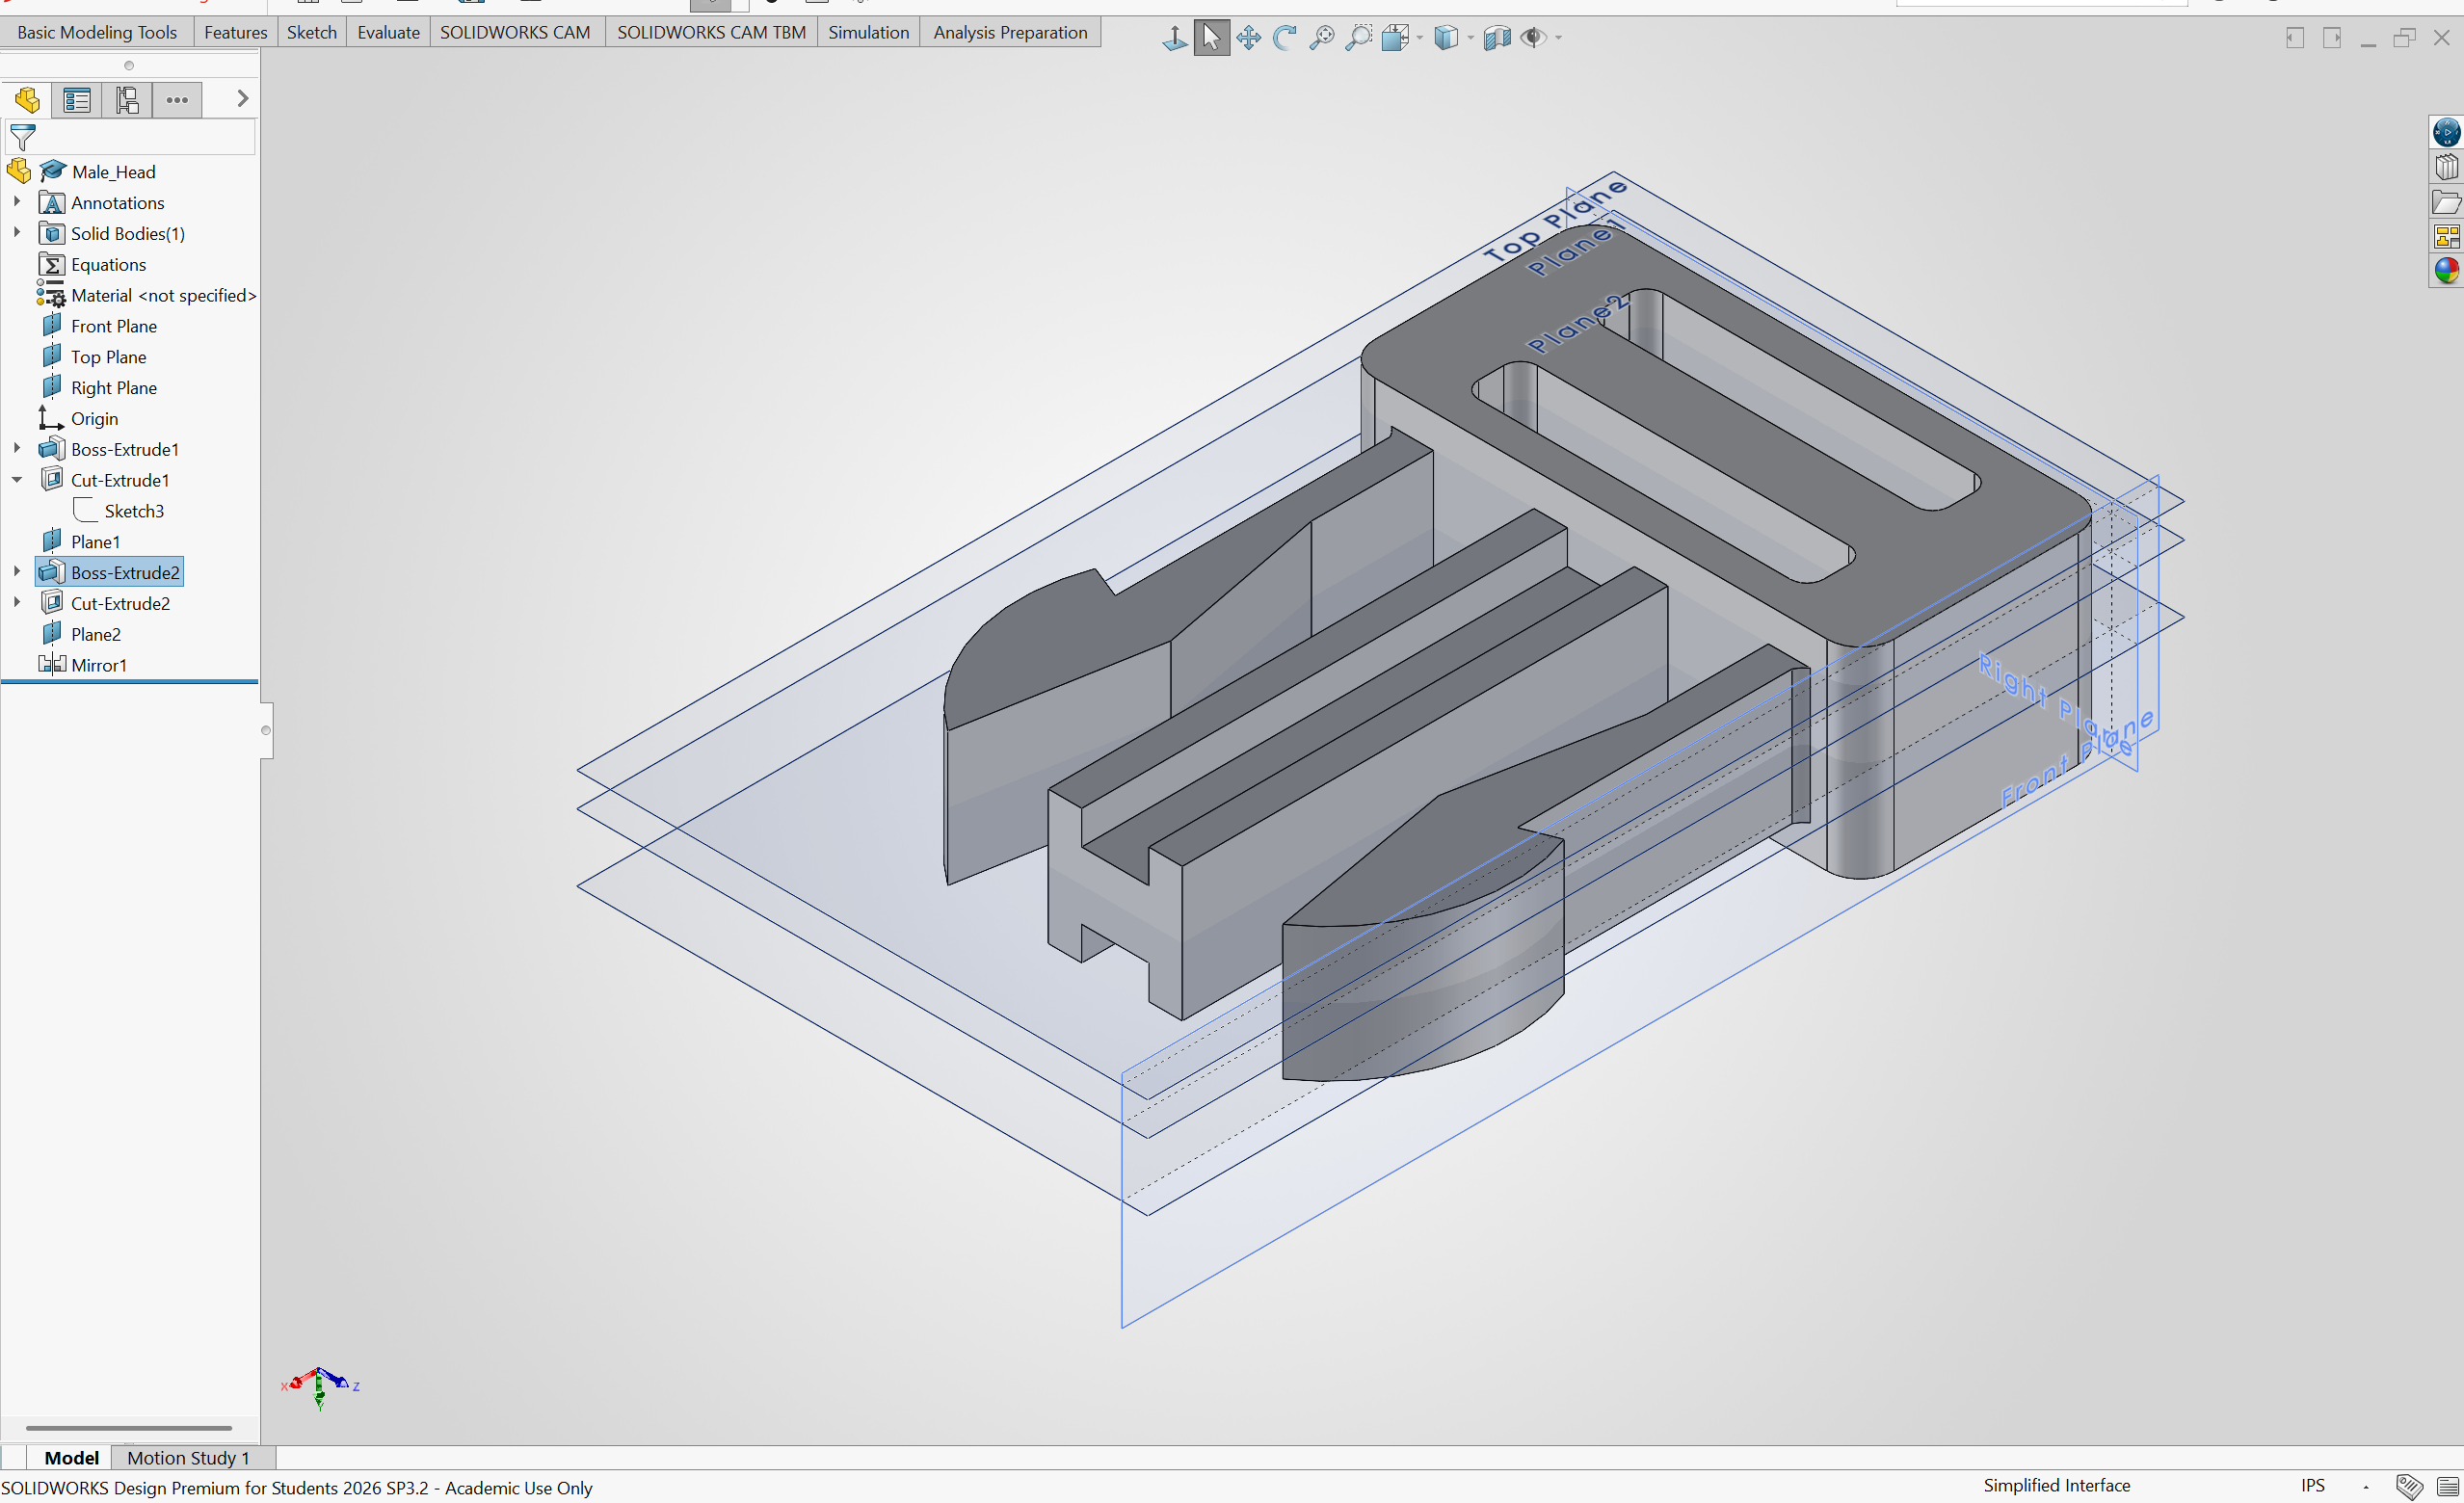 Basic Modeling Tools Features Sketch Evaluate SOLIDWORKS CAM SOLIDWORKS CAM TBM Simulation Analysis Preparation
Male_Head
Annotations
Solid Bodies(1)
Equations
Material <not specified>
Front Plane
Top Plane
Right Plane
Origin
Boss-Extrude1
Cut-Extrude1
Sketch3
Plane1
Boss-Extrude2
Cut-Extrude2
Plane2
Mirror1
Top Plane
Plane1
Plane2
Right Plane
Front Plane
x z
Model Motion Study 1
SOLIDWORKS Design Premium for Students 2026 SP3.2 - Academic Use Only Simplified Interface IPS